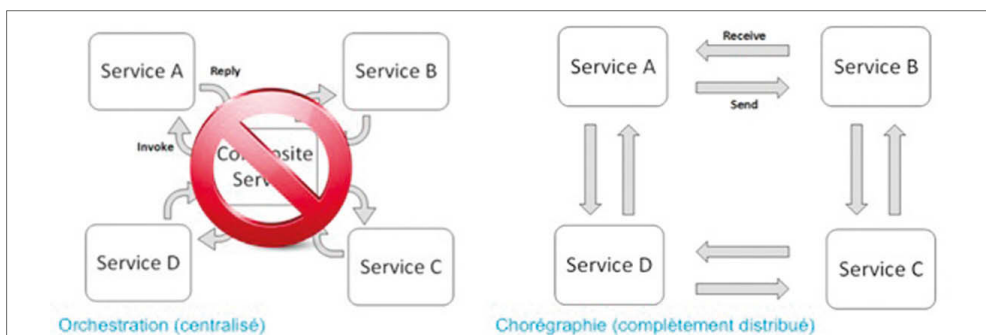 Service A
Reply
Service B
Invoke
Service D
Service C
Orchestration (centralisé)
Service A
Receive
Send
Service B
Service D
Service C
Chorégraphie (complètement distribué)